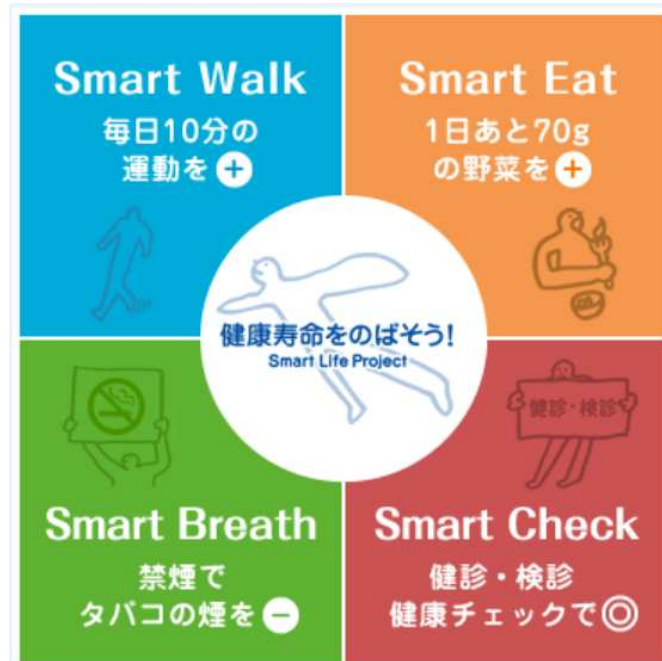 Smart Walk
毎日10分の
運動を+
Smart Eat
1日あと70g
の野菜を+
健康寿命をのばそう!
Smart Life Project
健診・検診
Smart Breath
禁煙で
タバコの煙を−
Smart Check
健診・検診
健康チェックで◎